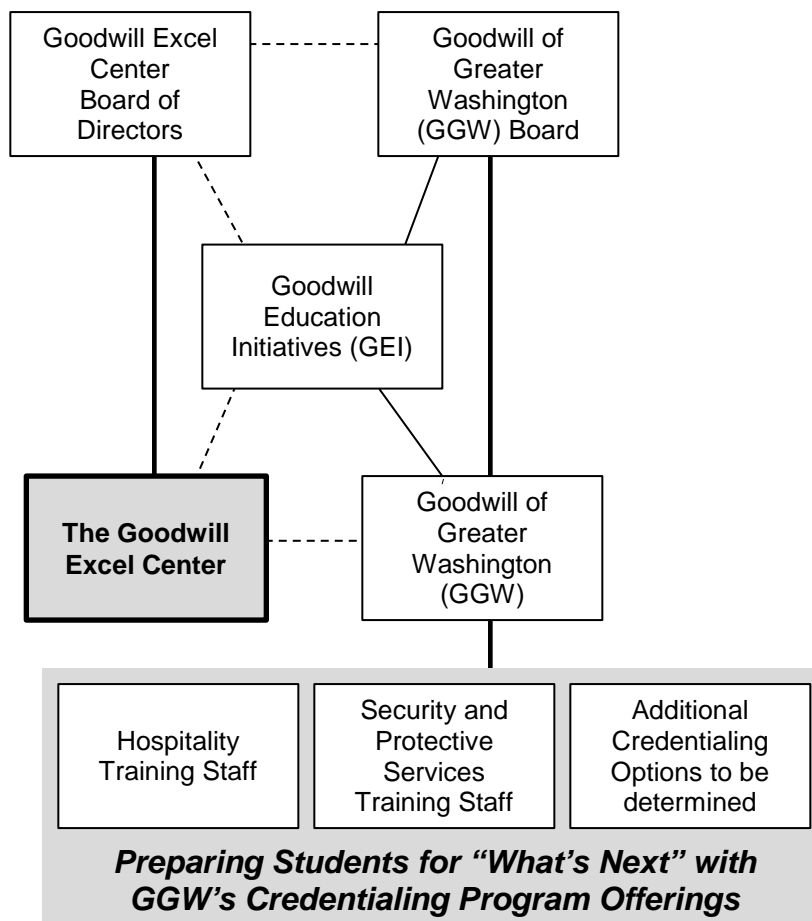 Goodwill Excel
Center
Board of
Directors
Goodwill of
Greater
Washington
(GGW) Board
Goodwill
Education
Initiatives (GEI)
The Goodwill
Excel Center
Goodwill of
Greater
Washington
(GGW)
Hospitality
Training Staff
Security and
Protective
Services
Training Staff
Additional
Credentialing
Options to be
determined
Preparing Students for “What’s Next” with
GGW’s Credentialing Program Offerings